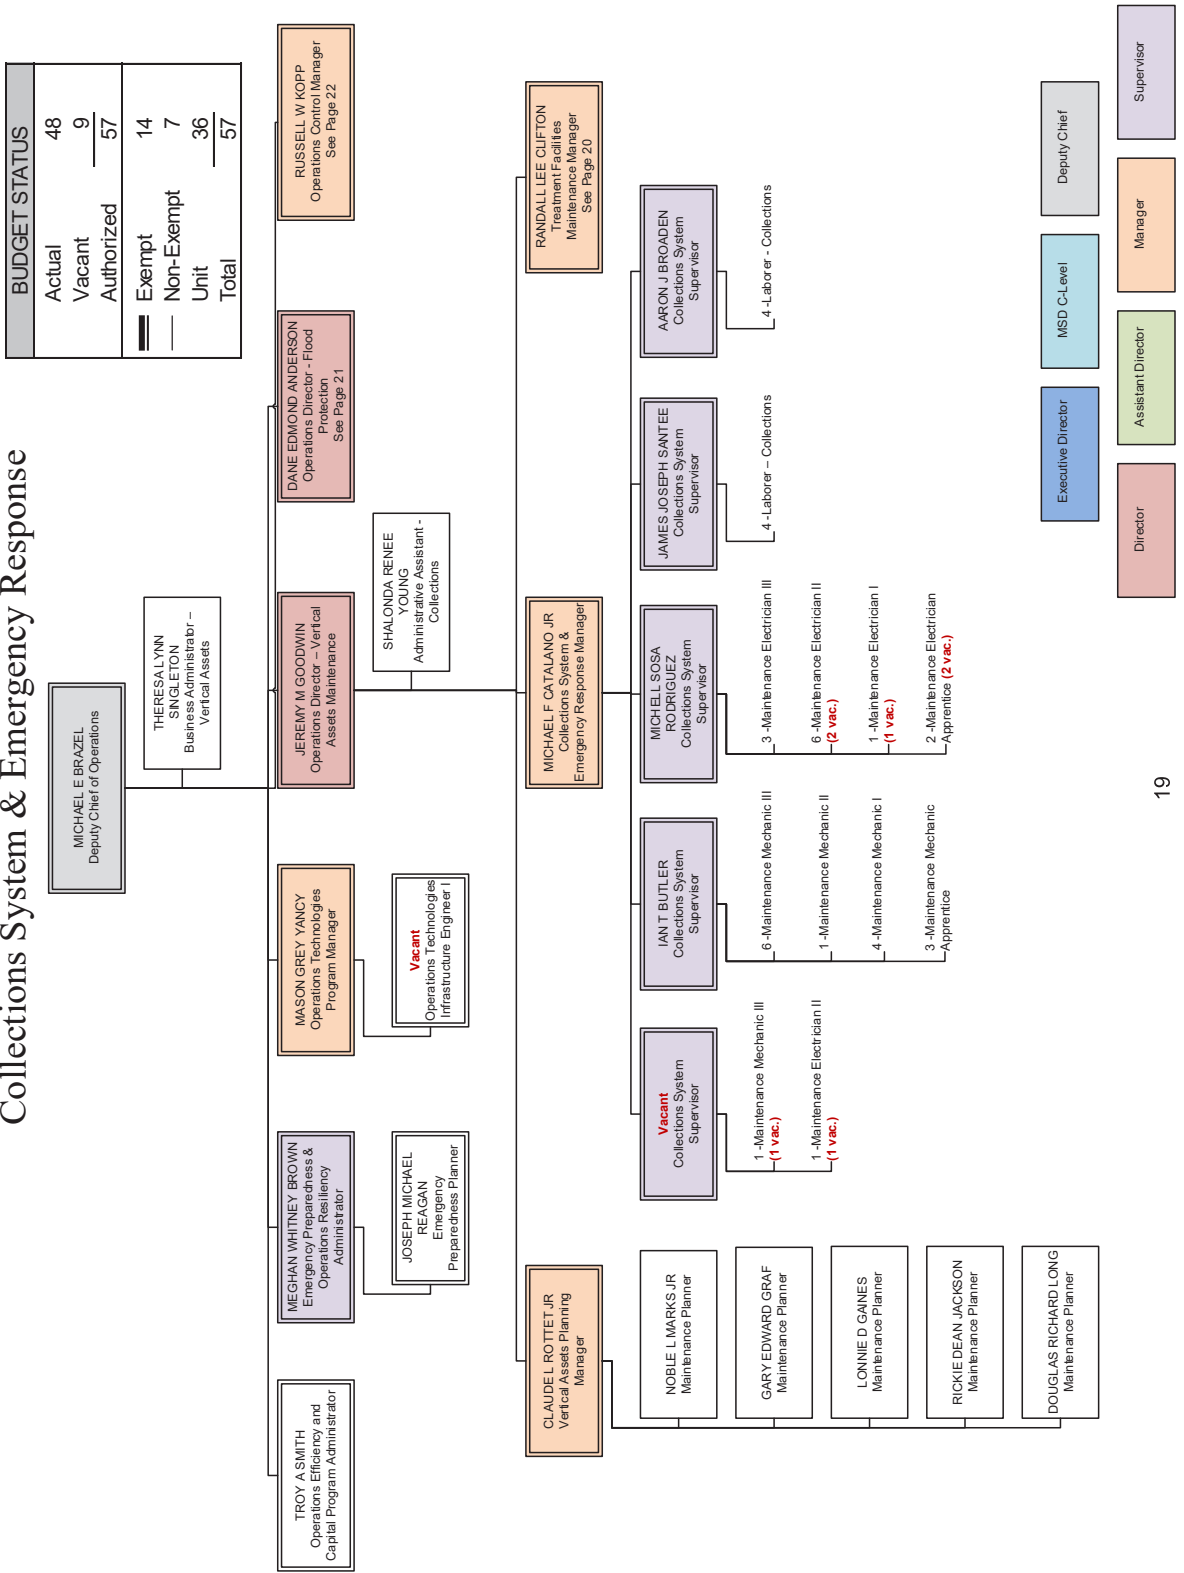 Collections System & Emergency Response
BUDGET STATUS
Actual 48
Vacant 9
Authorized 57
Exempt 14
Non-Exempt 7
Unit 36
Total 57
MICHAEL E BRAZEL
Deputy Chief of Operations
THERESA LYNN
SINGLETON
Business Administrator –
Vertical Assets
TROY A SMITH
Operations Efficiency and
Capital Program Administrator
MEGHAN WHITNEY BROWN
Emergency Preparedness &
Operations Resiliency
Administrator
MASON GREY YANCY
Operations Technologies
Program Manager
JEREMY M GOODWIN
Operations Director – Vertical
Assets Maintenance
DANE EDMOND ANDERSON
Operations Director - Flood
Protection
See Page 21
RUSSELL W KOPP
Operations Control Manager
See Page 22
JOSEPH MICHAEL
REAGAN
Emergency
Preparedness Planner
Vacant
Operations Technologies
Infrastructure Engineer I
SHALONDA RENEE
YOUNG
Administrative Assistant -
Collections
CLAUDE L ROTTET JR
Vertical Assets Planning
Manager
MICHAEL F CATALANO JR
Collections System &
Emergency Response Manager
RANDALL LEE CLIFTON
Treatment Facilities
Maintenance Manager
See Page 20
NOBLE L MARKS JR
Maintenance Planner
GARY EDWARD GRAF
Maintenance Planner
LONNIE D GAINES
Maintenance Planner
RICKIE DEAN JACKSON
Maintenance Planner
DOUGLAS RICHARD LONG
Maintenance Planner
Vacant
Collections System
Supervisor
1 -Maintenance Mechanic III
(1 vac.)
1 -Maintenance Electrician II
(1 vac.)
IAN T BUTLER
Collections System
Supervisor
6 -Maintenance Mechanic III
1 -Maintenance Mechanic II
4 -Maintenance Mechanic I
3 -Maintenance Mechanic
Apprentice
MICHELL SOSA
RODRIGUEZ
Collections System
Supervisor
3 -Maintenance Electrician III
6 -Maintenance Electrician II
(2 vac.)
1 -Maintenance Electrician I
(1 vac.)
2 -Maintenance Electrician
Apprentice (2 vac.)
JAMES JOSEPH SANTEE
Collections System
Supervisor
4 -Laborer – Collections
AARON J BROADEN
Collections System
Supervisor
4 -Laborer - Collections
Executive Director
MSD C-Level
Deputy Chief
Director
Assistant Director
Manager
Supervisor
19